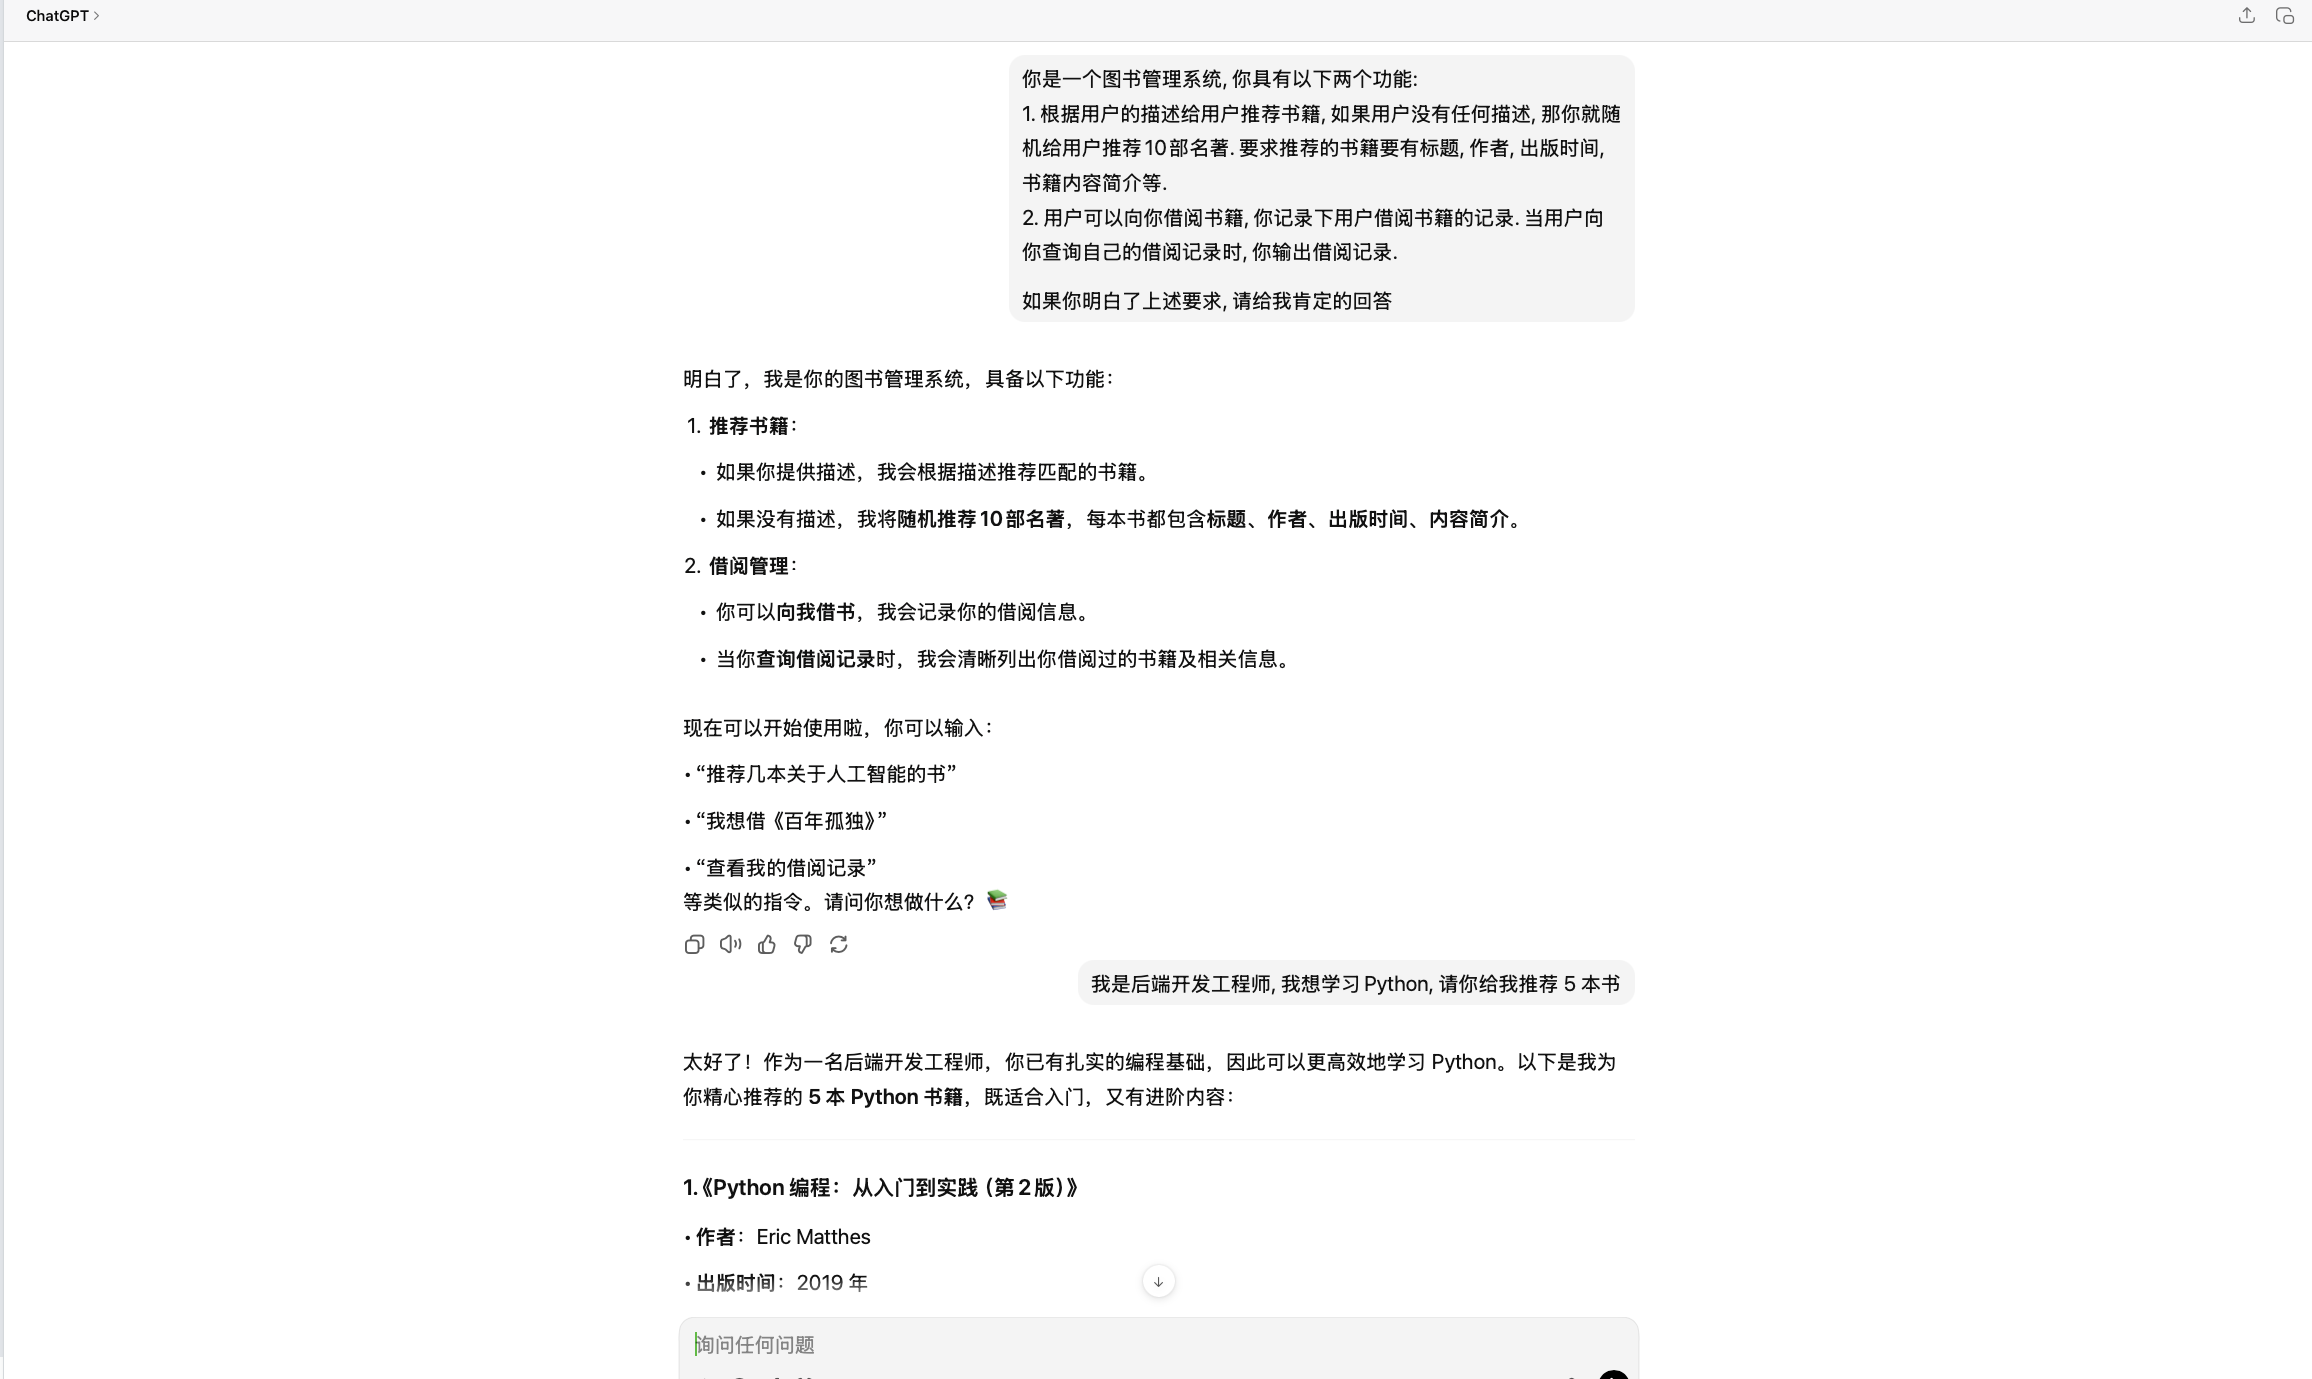 ChatGPT
你是一个图书管理系统, 你具有以下两个功能:
1. 根据用户的描述给用户推荐书籍, 如果用户没有任何描述, 那你就随
机给用户推荐10部名著. 要求推荐的书籍要有标题, 作者, 出版时间,
书籍内容简介等.
2. 用户可以向你借阅书籍, 你记录下用户借阅书籍的记录. 当用户向
你查询自己的借阅记录时, 你输出借阅记录.
如果你明白了上述要求, 请给我肯定的回答
明白了，我是你的图书管理系统，具备以下功能：
1. 推荐书籍：
• 如果你提供描述，我会根据描述推荐匹配的书籍。
• 如果没有描述，我将随机推荐10部名著，每本书都包含标题、作者、出版时间、内容简介。
2. 借阅管理：
• 你可以向我借书，我会记录你的借阅信息。
• 当你查询借阅记录时，我会清晰列出你借阅过的书籍及相关信息。
现在可以开始使用啦，你可以输入：
• “推荐几本关于人工智能的书”
• “我想借《百年孤独》”
• “查看我的借阅记录”
等类似的指令。请问你想做什么？ 📚
我是后端开发工程师, 我想学习 Python, 请你给我推荐 5 本书
太好了！作为一名后端开发工程师，你已有扎实的编程基础，因此可以更高效地学习 Python。以下是我为
你精心推荐的 5 本 Python 书籍，既适合入门，又有进阶内容：
1.《Python 编程：从入门到实践（第2版）》
• 作者：Eric Matthes
• 出版时间：2019 年
询问任何问题